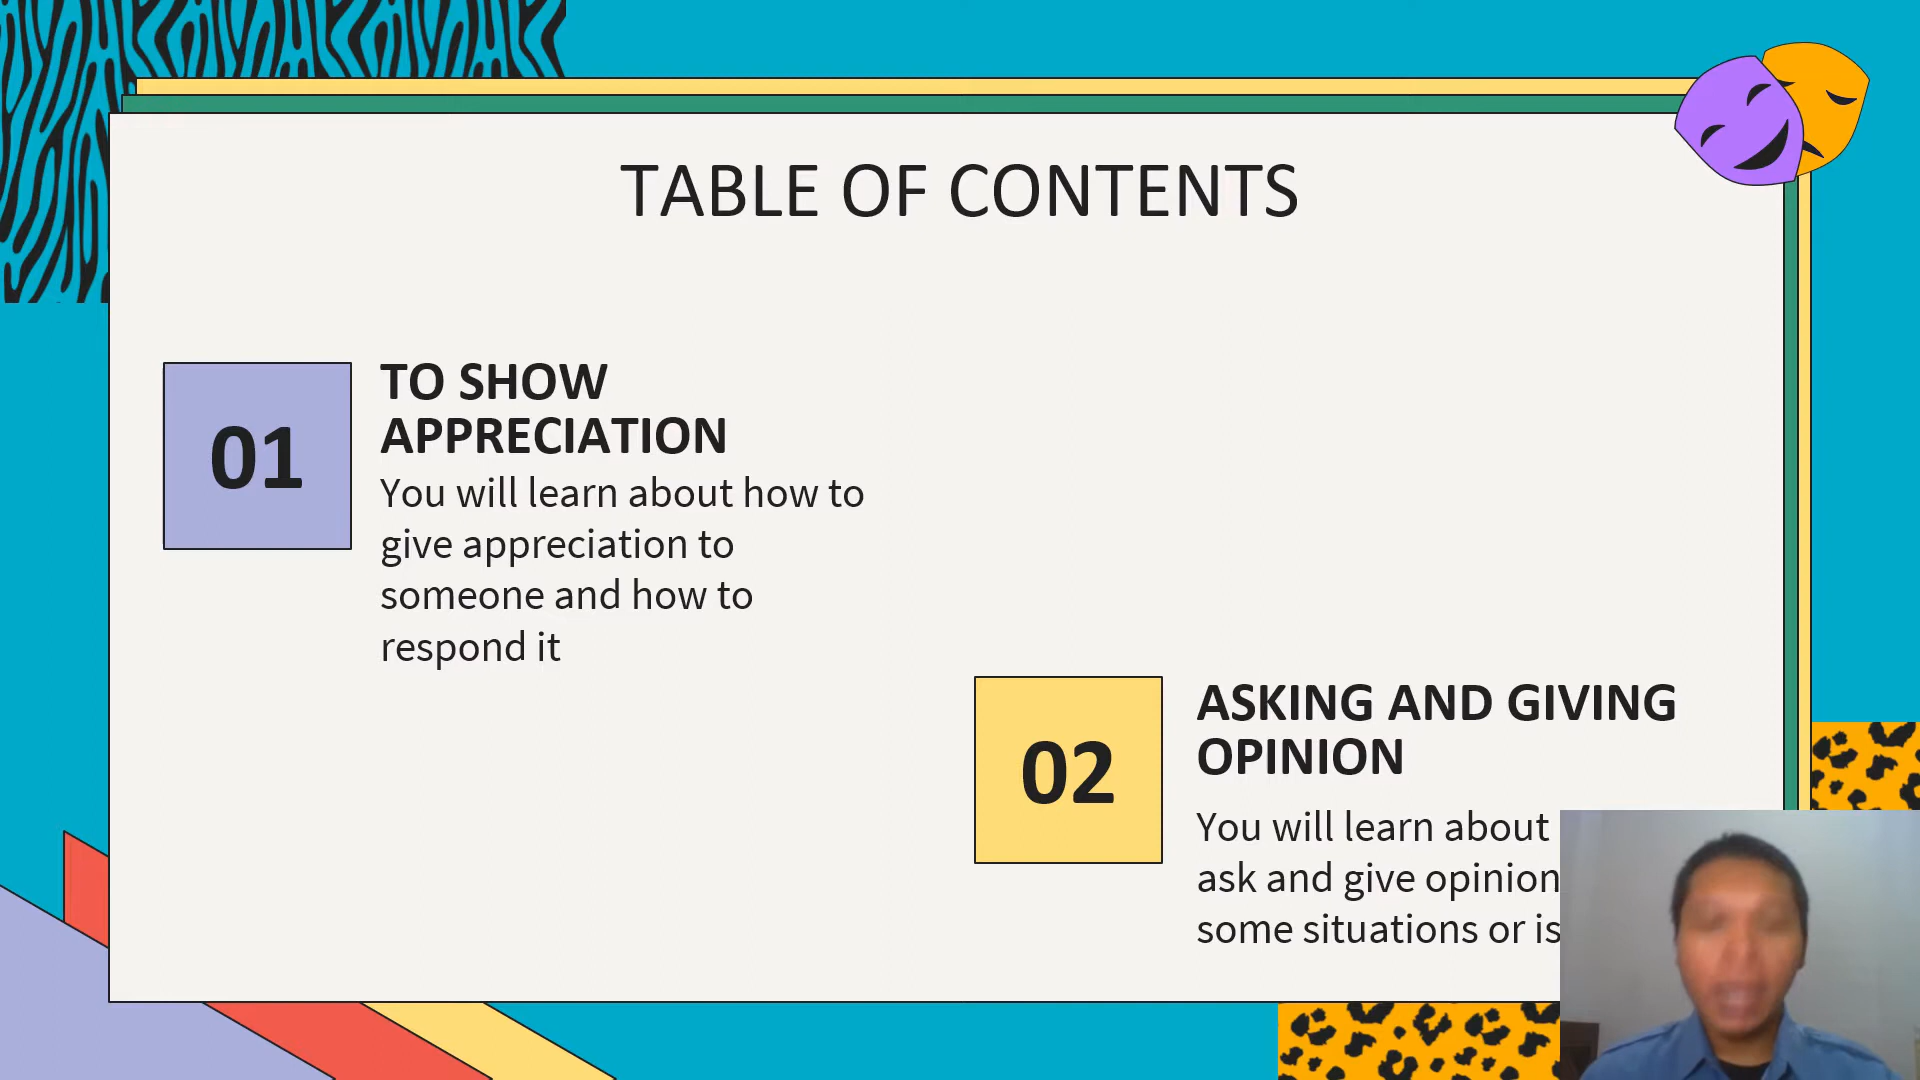 TABLE OF CONTENTS
01
TO SHOW
APPRECIATION
You will learn about how to
give appreciation to
someone and how to
respond it
02
ASKING AND GIVING
OPINION
You will learn about
ask and give opinion
some situations or